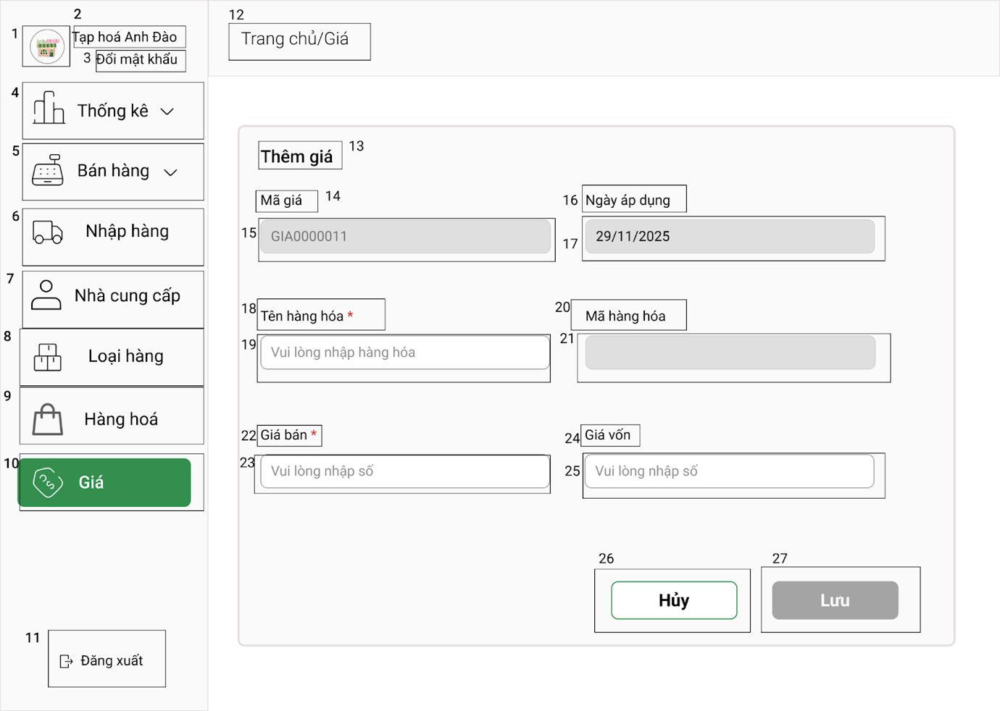 1
2
Tạp hoá Anh Đào
3
Đổi mật khẩu
4
Thống kê
5
Bán hàng
6
Nhập hàng
7
Nhà cung cấp
8
Loại hàng
9
Hàng hoá
10
Giá
11
Đăng xuất
12
Trang chủ/Giá
Thêm giá
13
Mã giá
14
15
GIA0000011
16
Ngày áp dụng
17
29/11/2025
18
Tên hàng hóa *
19
Vui lòng nhập hàng hóa
20
Mã hàng hóa
21
22
Giá bán *
23
Vui lòng nhập số
24
Giá vốn
25
Vui lòng nhập số
26
Hủy
27
Lưu